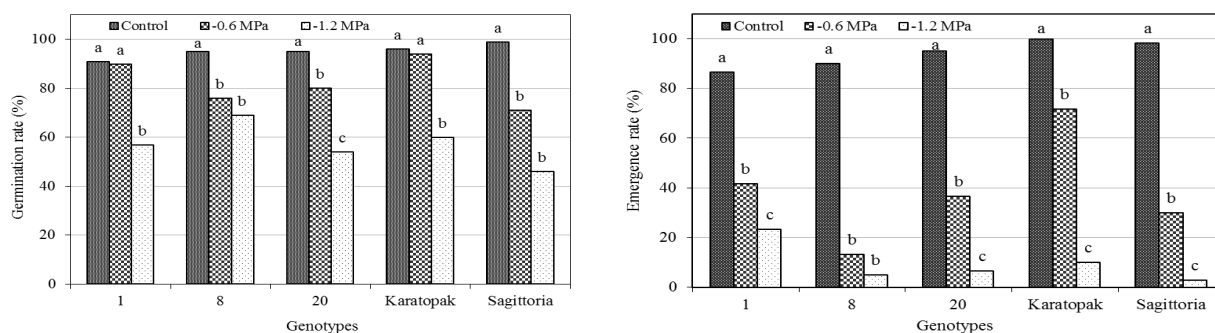 Control -0.6 MPa -1.2 MPa
100
80
60
40
20
0
Germination rate (%)
a a b
a b b
a b c
a a b
a b b
1 8 20 Karatopak Sagittoria
Genotypes
Control -0.6 MPa -1.2 MPa
100
80
60
40
20
0
Emergence rate (%)
a b c
a b b
a b c
a b c
a b c
1 8 20 Karatopak Sagittoria
Genotypes